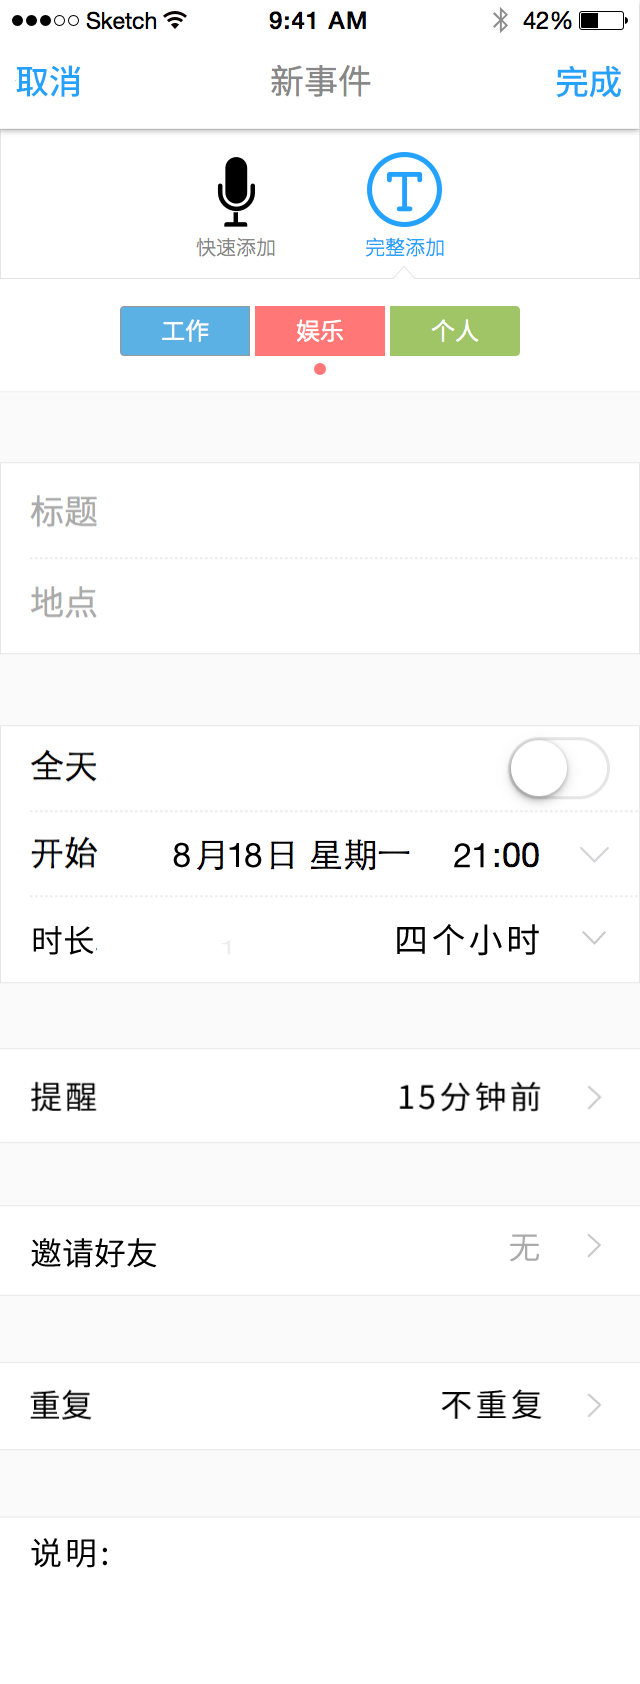 Sketch 9:41 AM 42%
取消 新事件 完成
快速添加 完整添加
工作 娱乐 个人
标题
地点
全天
开始 8月18日 星期一 21:00
时长 1 四个小时
提醒 15分钟前
邀请好友 无
重复 不重复
说明: